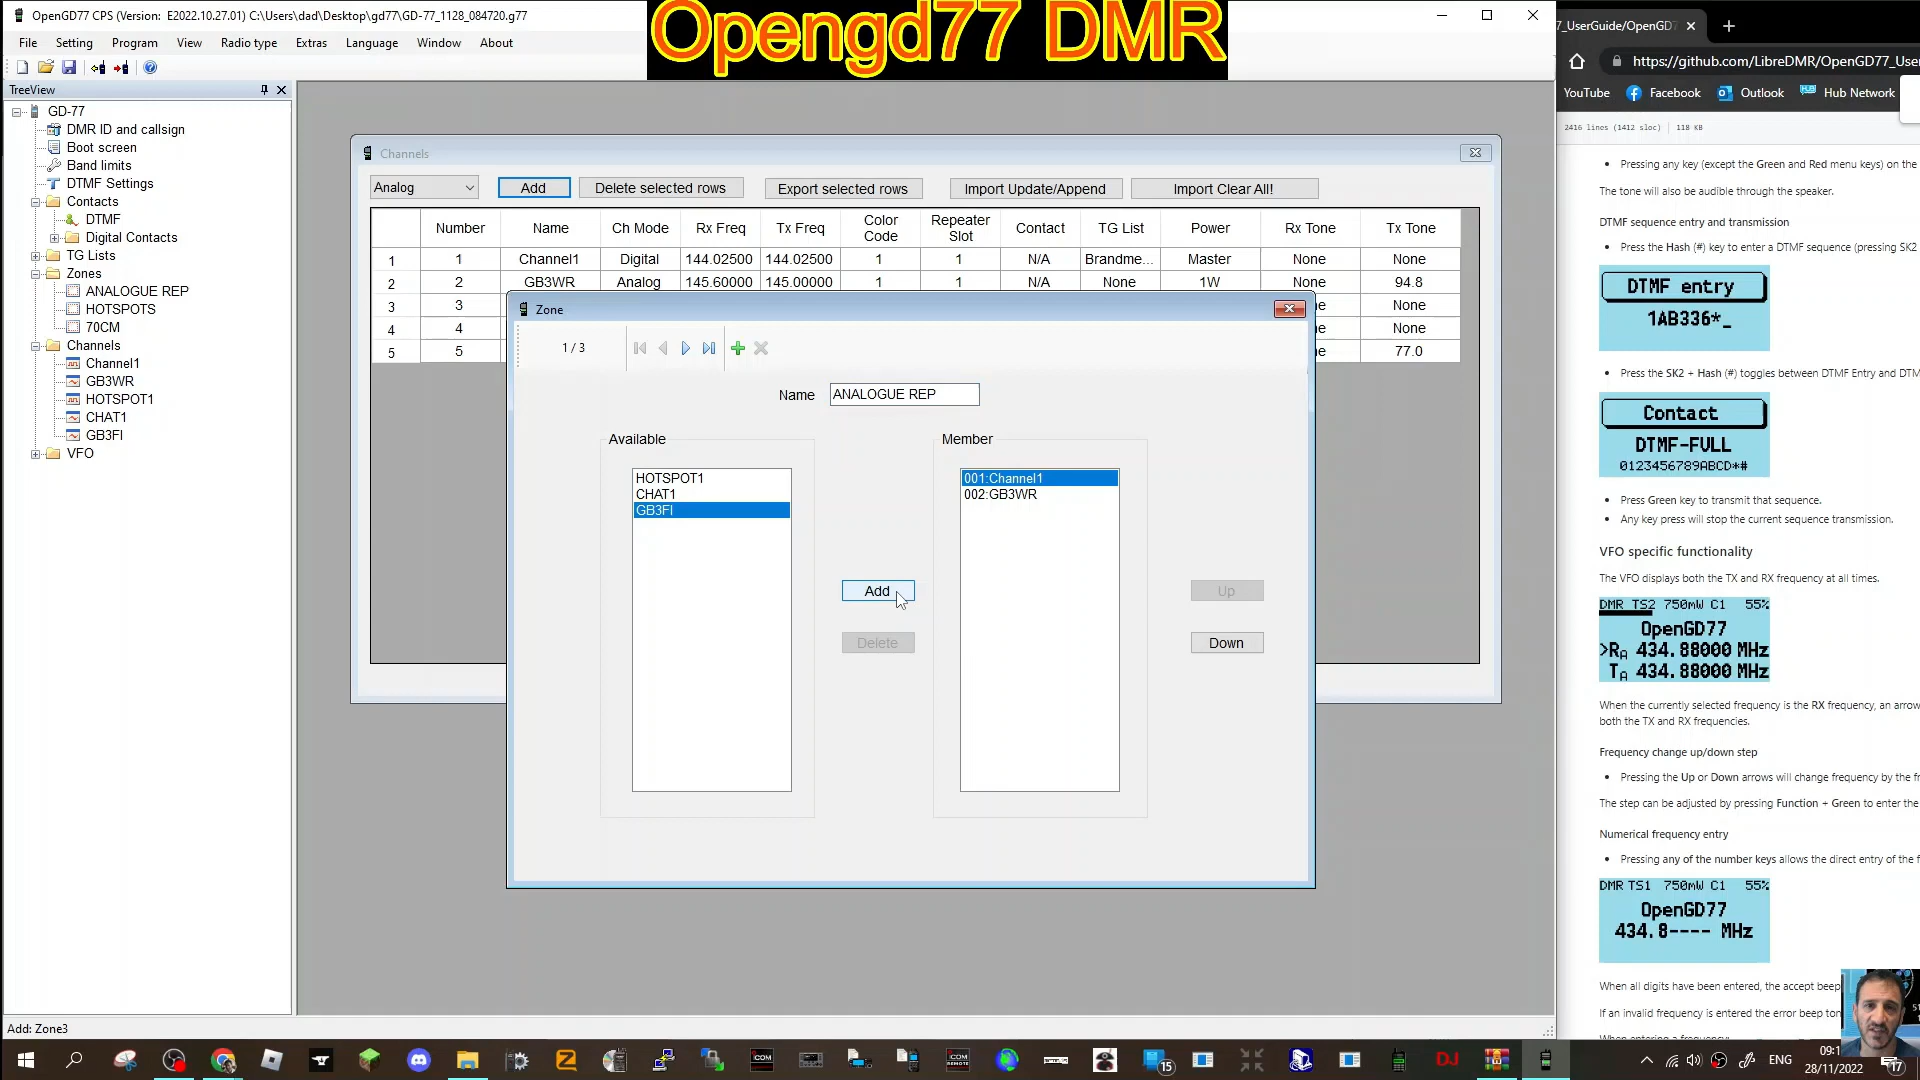 OpenGD77 CPS (Version: E2022.10.27.01) C:\Users\dad\Desktop\gd77\GD-77_1128_084720.g77
Opengd77 DMR
7_UserGuide/OpenGD7
File Setting Program View Radio type Extras Language Window About
https://github.com/LibreDMR/OpenGD77_Use
YouTube Facebook Outlook Hub Network
TreeView
GD-77
DMR ID and callsign
Boot screen
Band limits
DTMF Settings
Contacts
DTMF
Digital Contacts
TG Lists
Zones
ANALOGUE REP
HOTSPOTS
70CM
Channels
Channel1
GB3WR
HOTSPOT1
CHAT1
GB3FI
VFO
Add: Zone3
Channels
Analog Add Delete selected rows Export selected rows Import Update/Append Import Clear All!
Number Name Ch Mode Rx Freq Tx Freq Color Code Repeater Slot Contact TG List Power Rx Tone Tx Tone
1 1 Channel1 Digital 144.02500 144.02500 1 1 N/A Brandme... Master None None
2 2 GB3WR Analog 145.60000 145.00000 1 1 N/A None 1W None 94.8
3 3 None
4 4 None
5 5 77.0
Zone
1 / 3
Name ANALOGUE REP
Available
HOTSPOT1
CHAT1
GB3FI
Add
Delete
Member
001:Channel1
002:GB3WR
Up
Down
2416 lines (1412 sloc) 118 KB
Pressing any key (except the Green and Red menu keys) on the
The tone will also be audible through the speaker.
DTMF sequence entry and transmission
Press the Hash (#) key to enter a DTMF sequence (pressing SK2
DTMF entry
1AB336*_
Press the SK2 + Hash (#) toggles between DTMF Entry and DTM
Contact
DTMF-FULL
0123456789ABCD*#
Press Green key to transmit that sequence.
Any key press will stop the current sequence transmission.
VFO specific functionality
The VFO displays both the TX and RX frequency at all times.
DMR TS2 750mW C1 55%
OpenGD77
>RA 434.88000 MHz
TA 434.88000 MHz
When the currently selected frequency is the RX frequency, an arrow
both the TX and RX frequencies.
Frequency change up/down step
Pressing the Up or Down arrows will change frequency by the f
The step can be adjusted by pressing Function + Green to enter the
Numerical frequency entry
Pressing any of the number keys allows the direct entry of the f
DMR TS1 750mW C1 55%
OpenGD77
434.8---- MHz
When all digits have been entered, the accept beep
If an invalid frequency is entered the error beep ton
When entering a frequency:
15 DJ ENG 09:1
28/11/2022 17